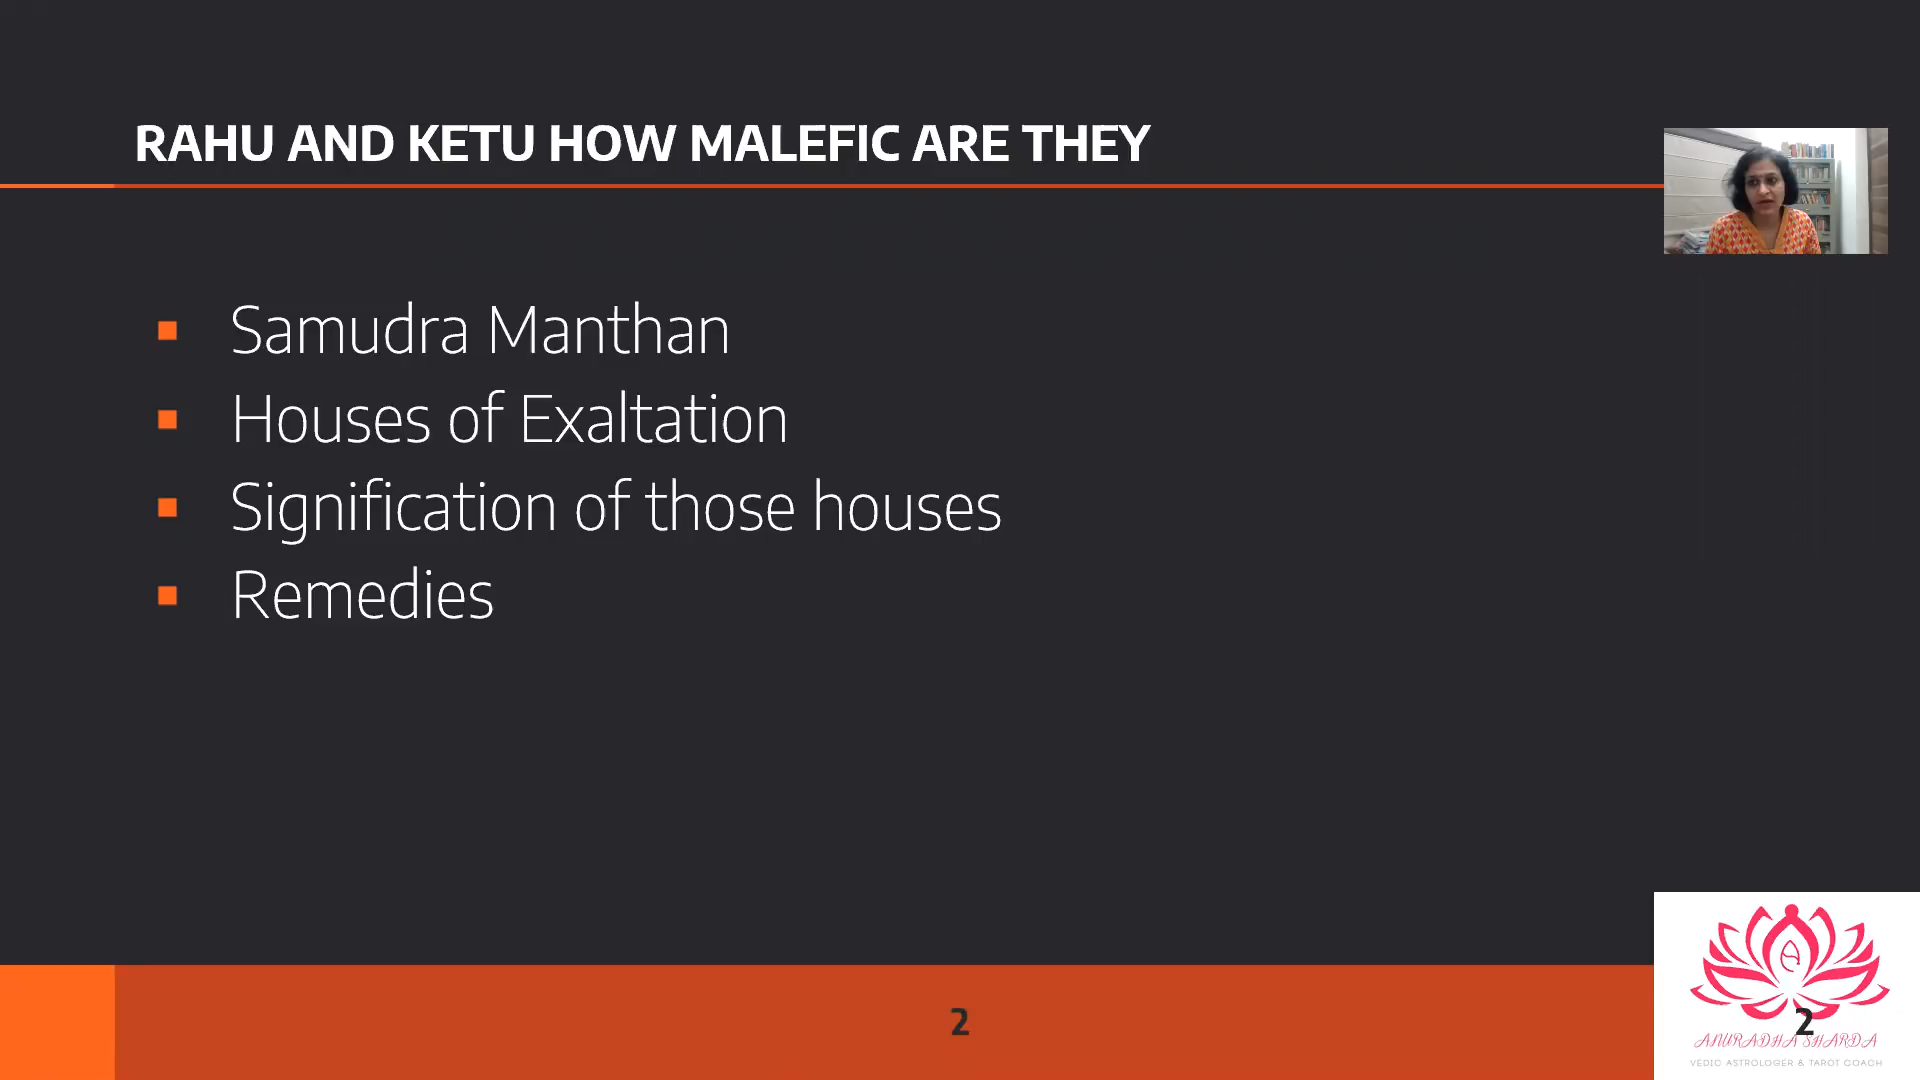 RAHU AND KETU HOW MALEFIC ARE THEY
Samudra Manthan
Houses of Exaltation
Signification of those houses
Remedies
2
2
ANURADHA SHARDA
VEDIC ASTROLOGER & TAROT COACH